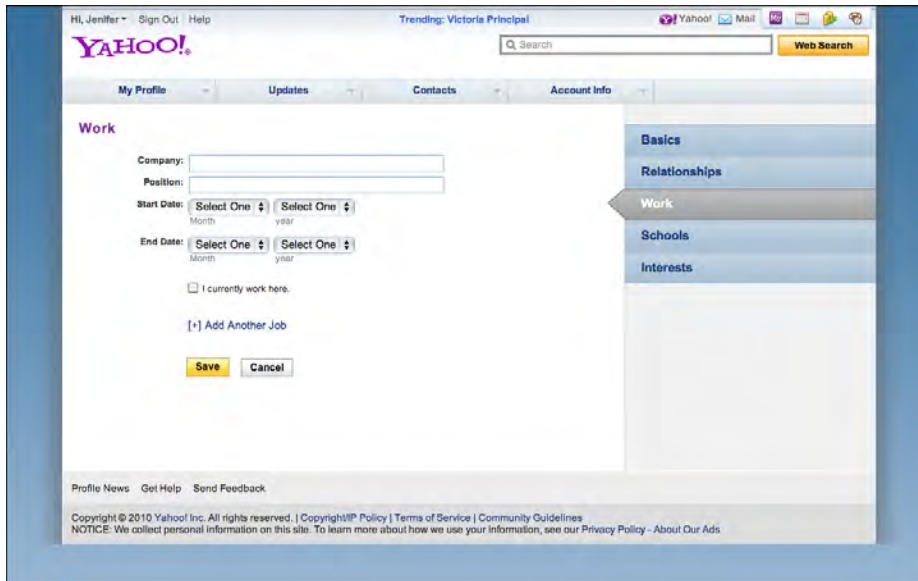 Hi, Jenifer Sign Out Help Trending: Victoria Principal Yahoo! Mail
YAHOO!® Search Web Search
My Profile Updates Contacts Account Info
Work
Company:
Position:
Start Date: Select One Select One
Month year
End Date: Select One Select One
Month year
I currently work here.
[+] Add Another Job
Save Cancel
Basics
Relationships
Work
Schools
Interests
Profile News Get Help Send Feedback
Copyright © 2010 Yahoo! Inc. All rights reserved. | Copyright/IP Policy | Terms of Service | Community Guidelines
NOTICE: We collect personal information on this site. To learn more about how we use your information, see our Privacy Policy - About Our Ads